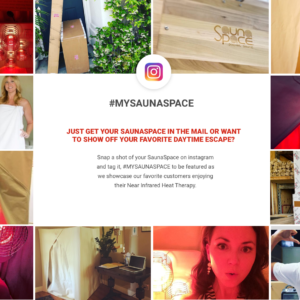 Sauna
Space
#MYSAUNASPACE
JUST GET YOUR SAUNASPACE IN THE MAIL OR WANT
TO SHOW OFF YOUR FAVORITE DAYTIME ESCAPE?
Snap a shot of your SaunaSpace on Instagram
and tag it, #MYSAUNASPACE to be featured as
we showcase our favorite customers enjoying
their Near Infrared Heat Therapy.